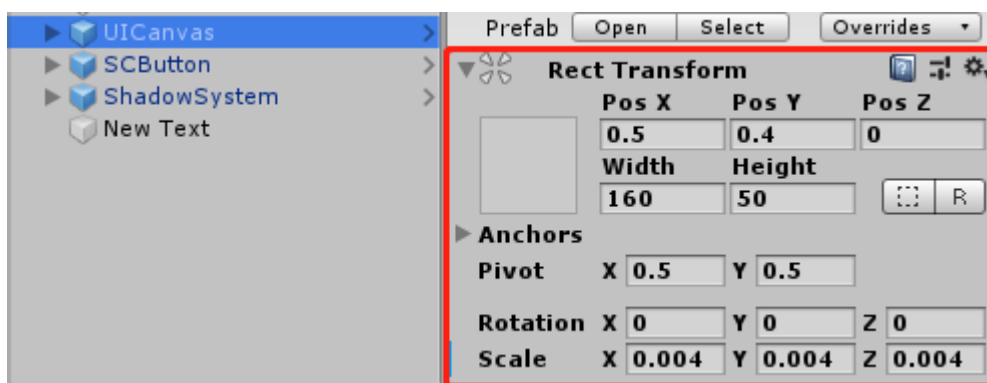 UICanvas
SCButton
ShadowSystem
New Text
Prefab Open Select Overrides
Rect Transform
Pos X Pos Y Pos Z
0.5 0.4 0
Width Height
160 50
R
Anchors
Pivot X 0.5 Y 0.5
Rotation X 0 Y 0 Z 0
Scale X 0.004 Y 0.004 Z 0.004